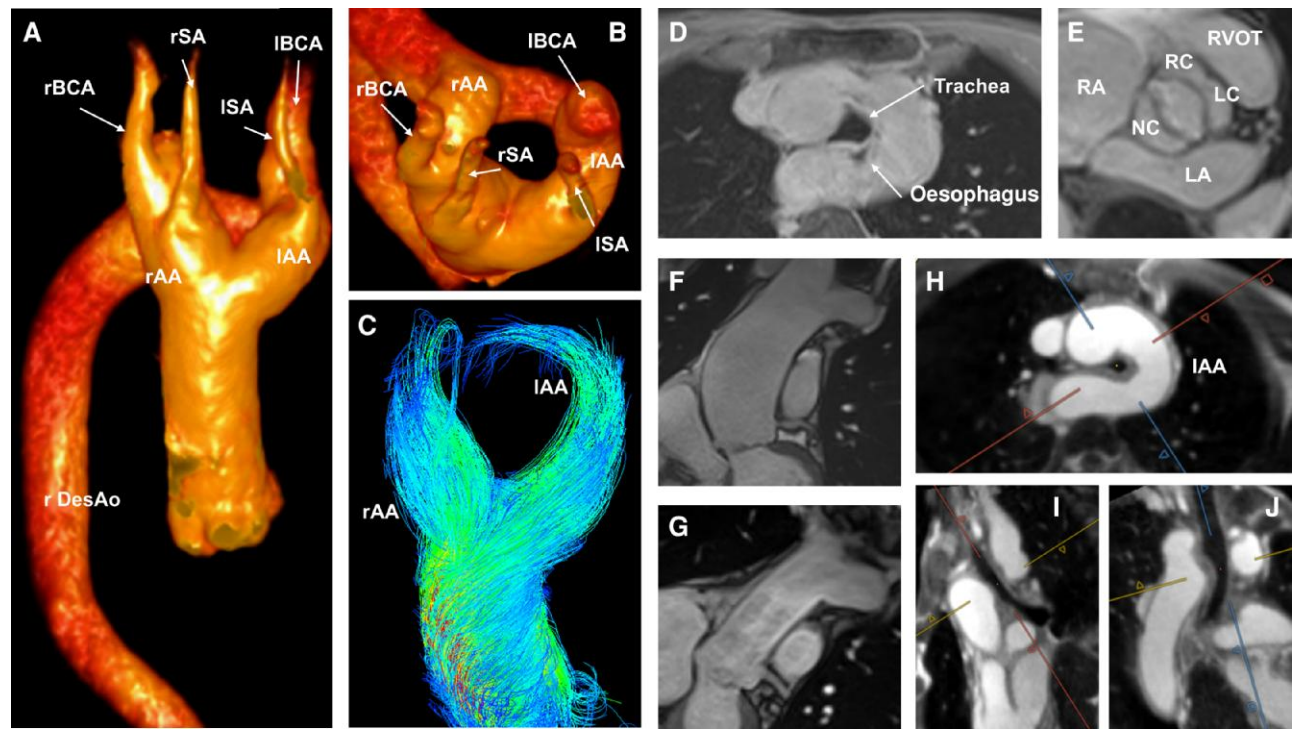 A
rSA
lBCA
rBCA
lSA
rAA
lAA
r DesAo
B
lBCA
rBCA
rAA
rSA
lAA
lSA
C
lAA
rAA
D
Trachea
Oesophagus
E
RVOT
RC
RA
LC
NC
LA
F
G
H
lAA
I
J